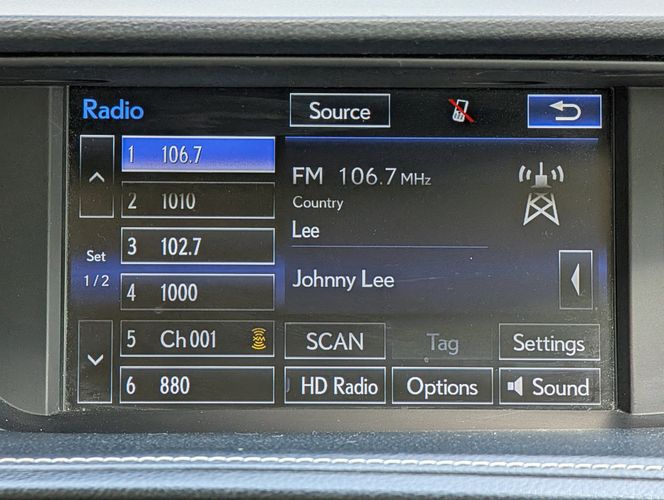 Radio
Source
1 106.7
2 1010
3 102.7
4 1000
5 Ch 001 XM
6 880
Set
1/2
FM 106.7 MHz
Country
Lee
Johnny Lee
SCAN
Tag
Settings
HD Radio
Options
Sound